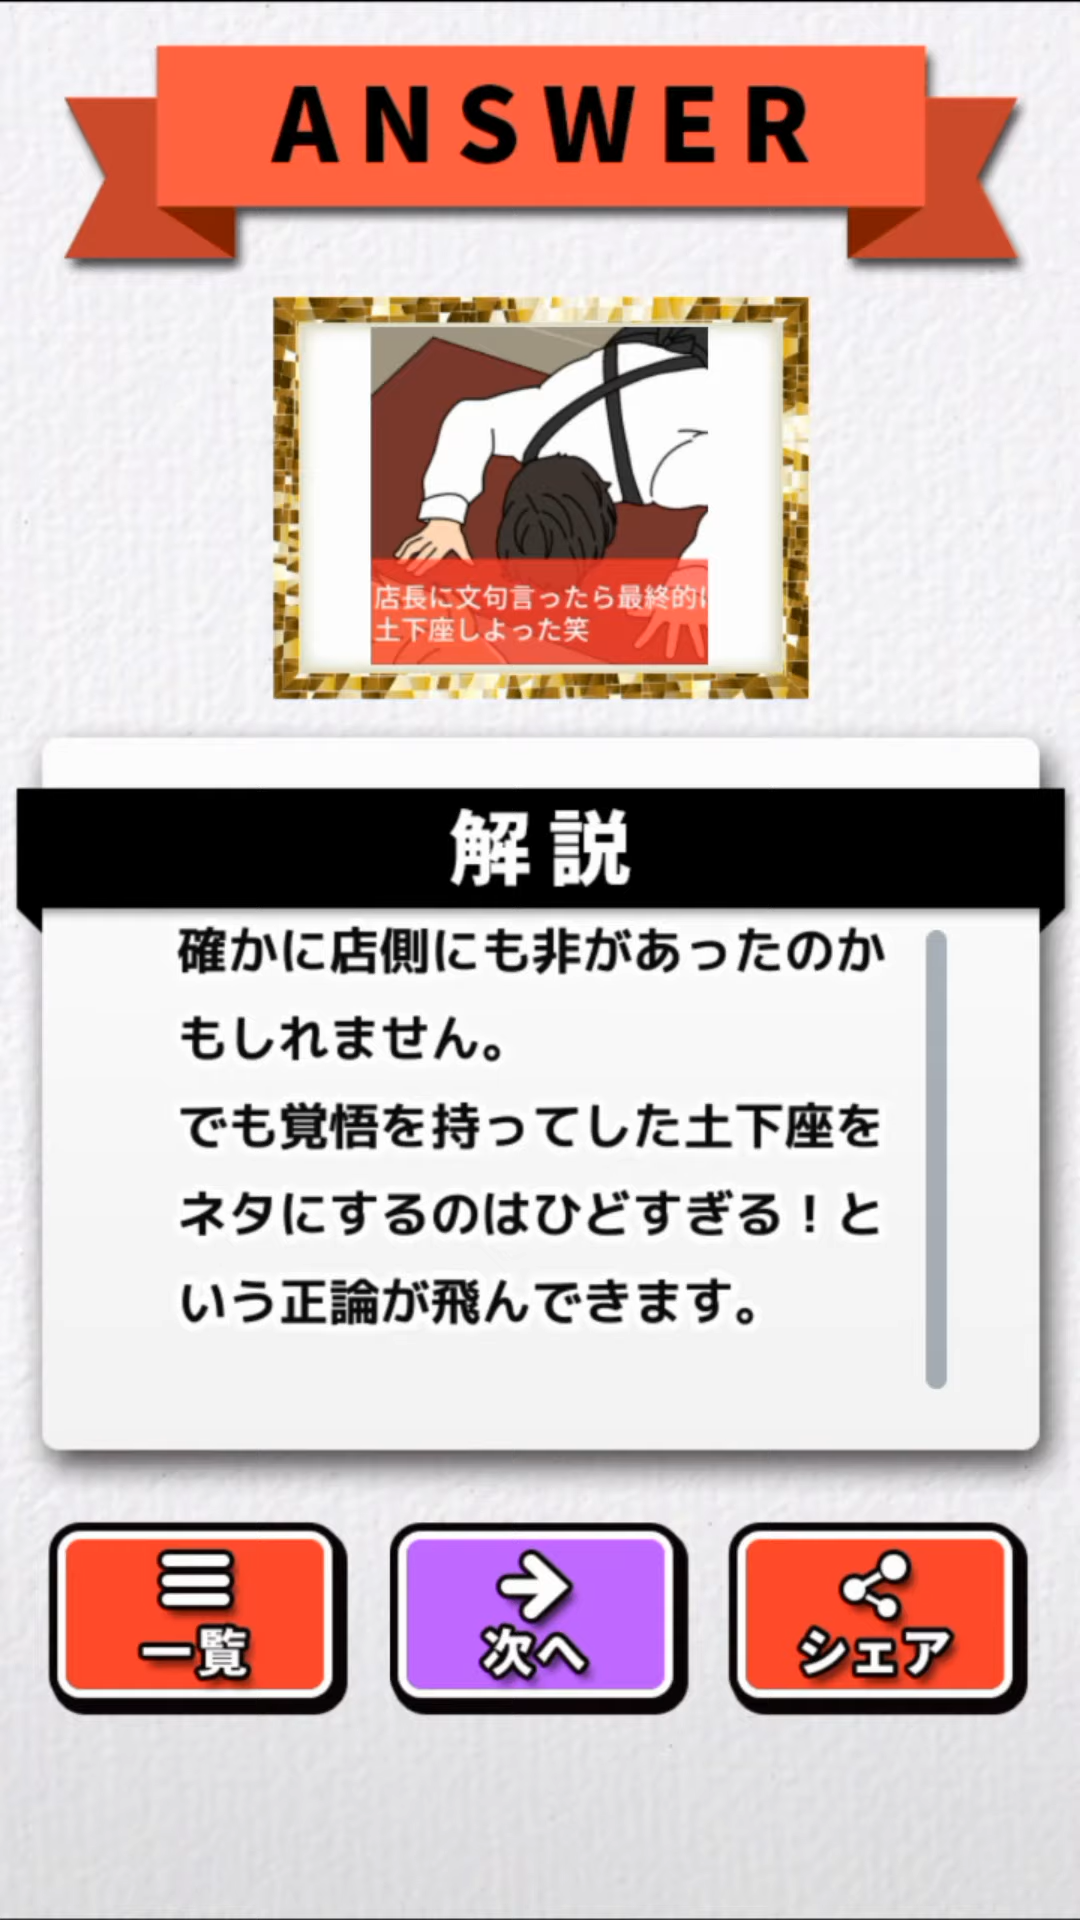 ANSWER
店長に文句言ったら最終的に
土下座しよった笑
解説
確かに店側にも非があったのか
もしれません。
でも覚悟を持ってした土下座を
ネタにするのはひどすぎる！と
いう正論が飛んできます。
一覧
次へ
シェア